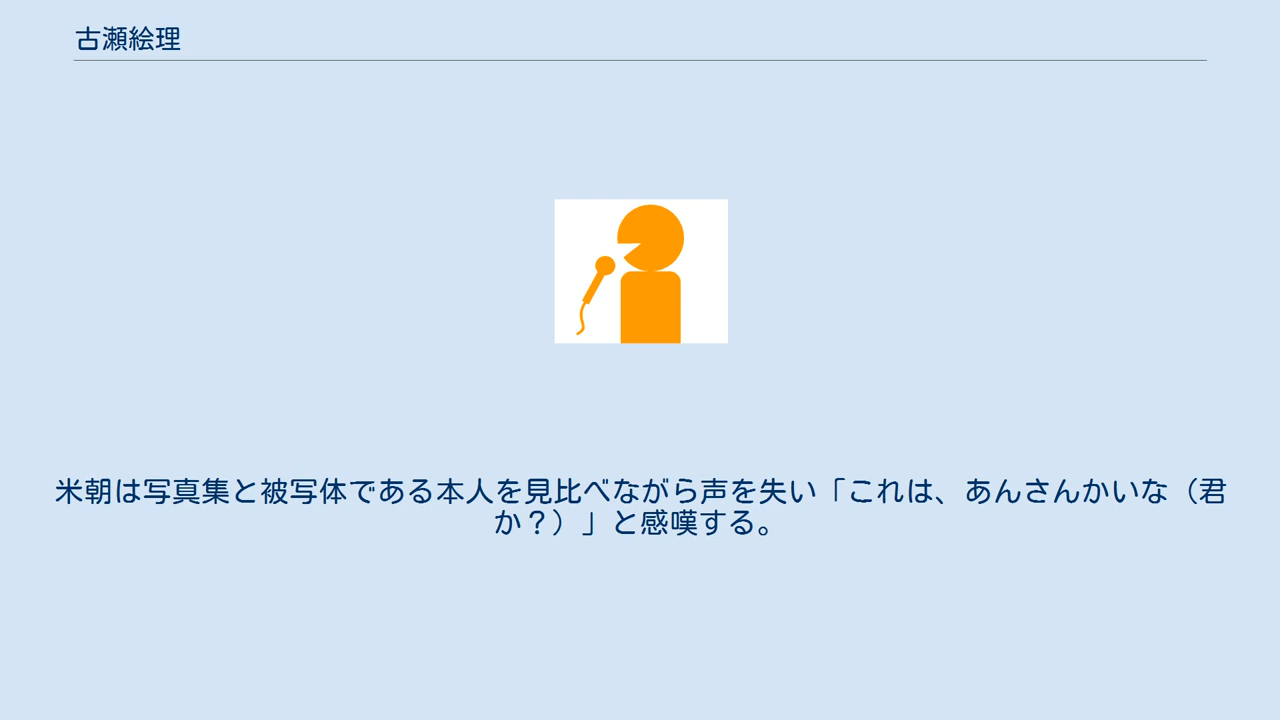 古瀬絵理
米朝は写真集と被写体である本人を見比べながら声を失い「これは、あんさんかいな（君
か？）」と感嘆する。